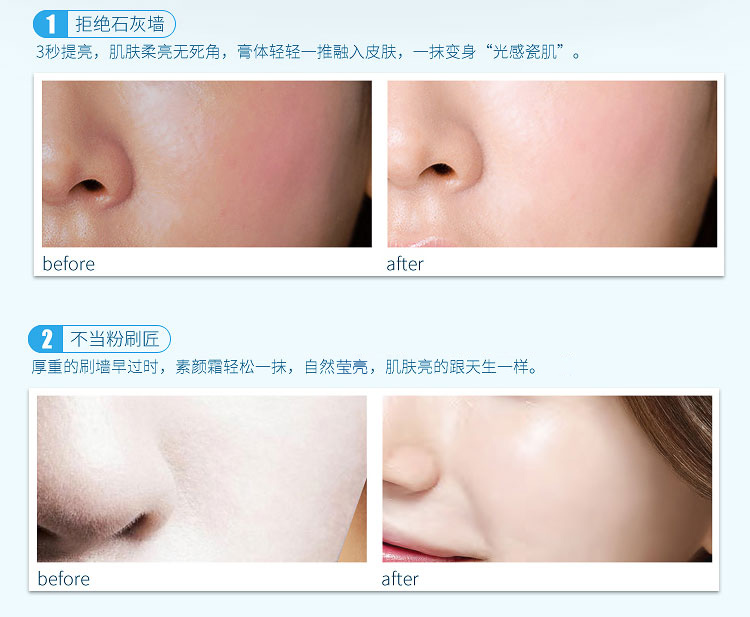 1 拒绝石灰墙
3秒提亮，肌肤柔亮无死角，膏体轻轻一推融入皮肤，一抹变身“光感瓷肌”。
before after
2 不当粉刷匠
厚重的刷墙早过时，素颜霜轻松一抹，自然莹亮，肌肤亮的跟天生一样。
before after